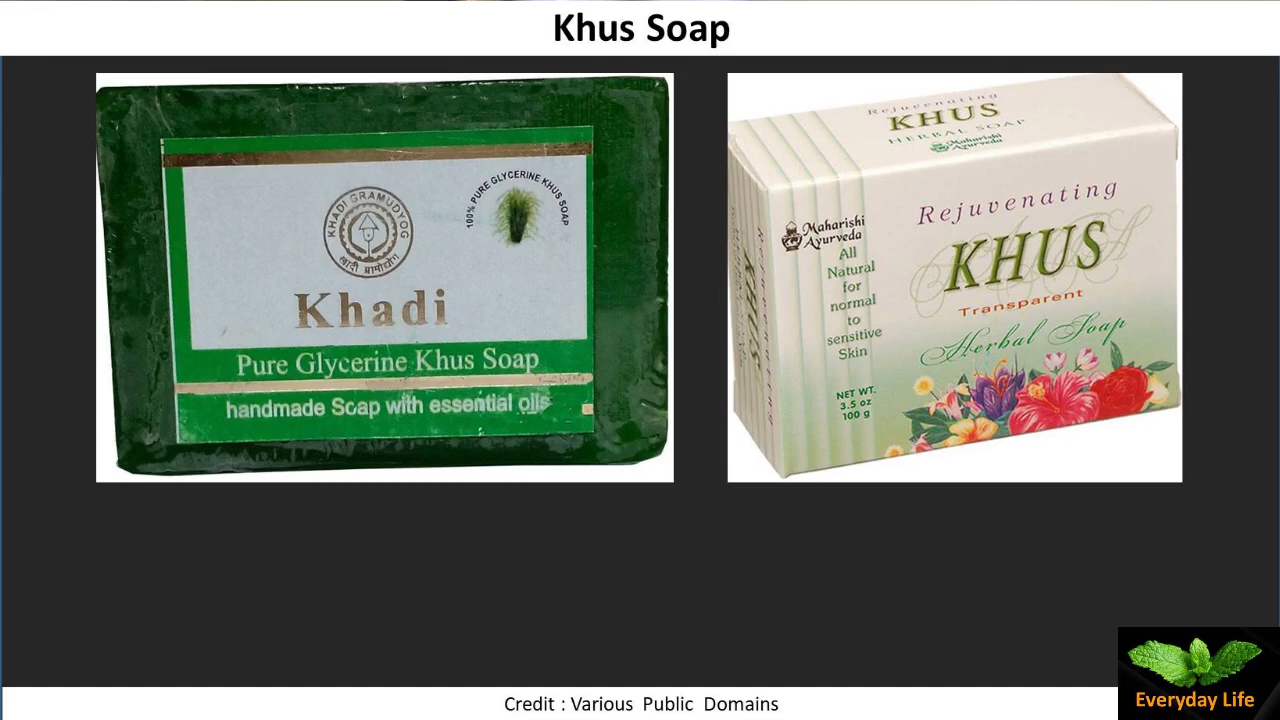 Khus Soap
100% PURE GLYCERINE KHUS SOAP
KHADI GRAMUDYOG
खादी ग्रामोद्योग
Khadi
Pure Glycerine Khus Soap
handmade Soap with essential oils
Rejuvenating
KHUS
HERBAL SOAP
Maharishi
Ayurveda
Rejuvenating
KHUS
Transparent
Herbal Soap
Maharishi
Ayurveda
All
Natural
for
normal
to
sensitive
Skin
NET WT.
3.5 oz
100 g
KHUS
Everyday Life
Credit : Various Public Domains